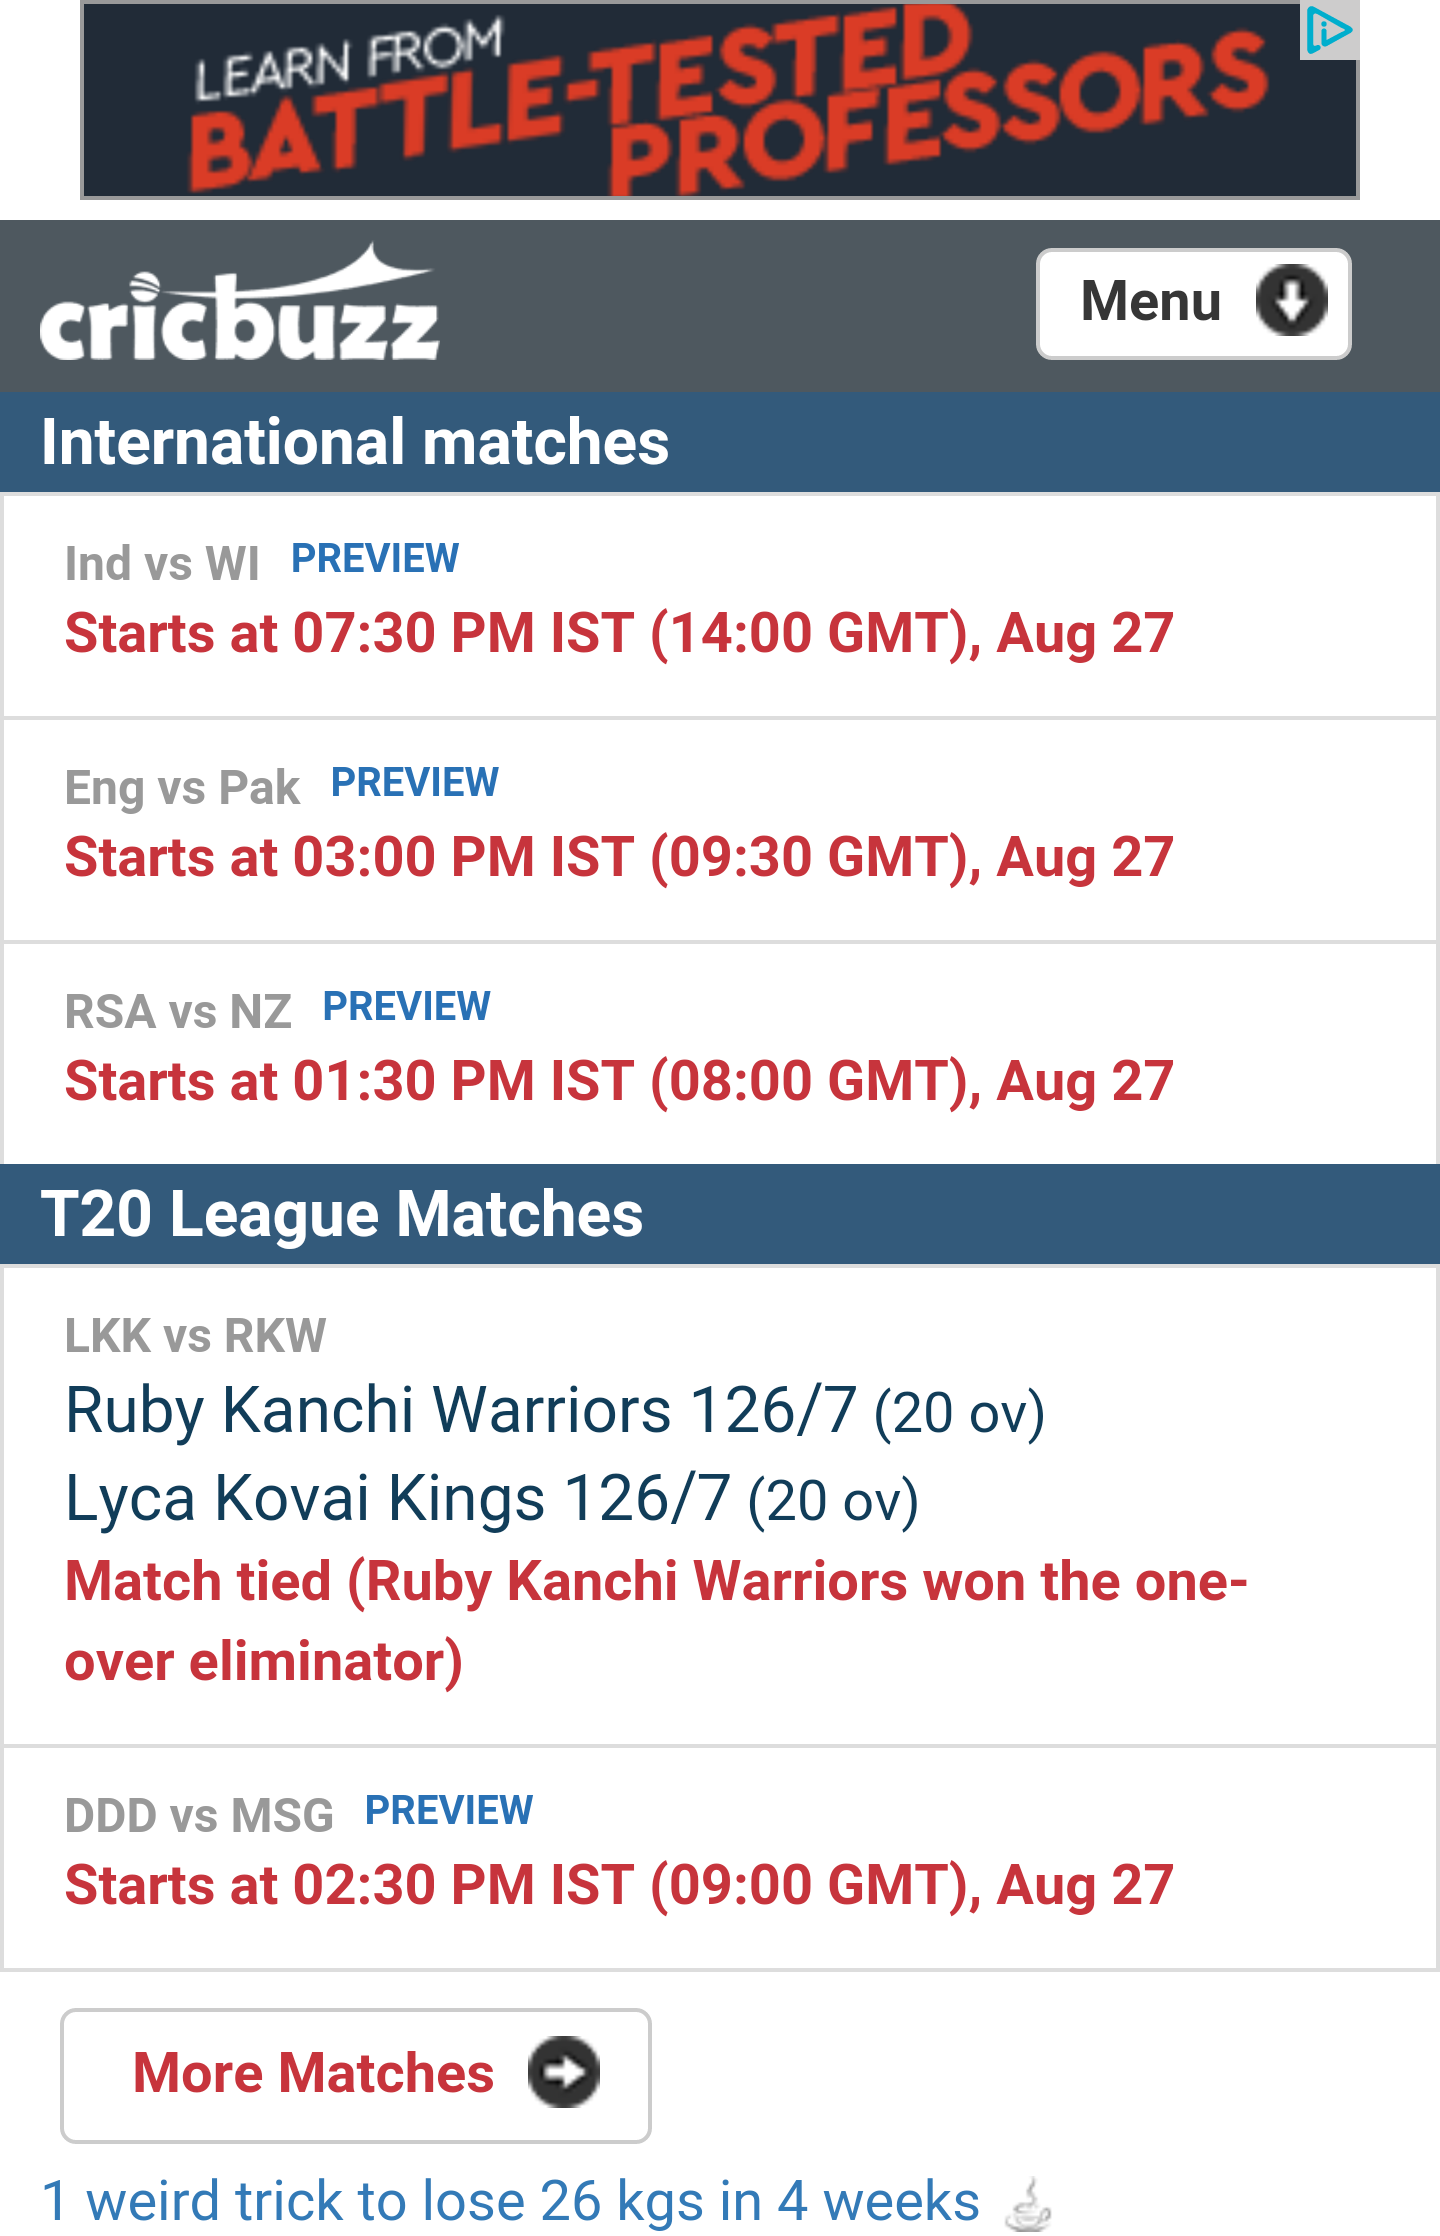 LEARN FROM
BATTLE-TESTED
PROFESSORS
cricbuzz
Menu
International matches
Ind vs WI PREVIEW
Starts at 07:30 PM IST (14:00 GMT), Aug 27
Eng vs Pak PREVIEW
Starts at 03:00 PM IST (09:30 GMT), Aug 27
RSA vs NZ PREVIEW
Starts at 01:30 PM IST (08:00 GMT), Aug 27
T20 League Matches
LKK vs RKW
Ruby Kanchi Warriors 126/7 (20 ov)
Lyca Kovai Kings 126/7 (20 ov)
Match tied (Ruby Kanchi Warriors won the one-
over eliminator)
DDD vs MSG PREVIEW
Starts at 02:30 PM IST (09:00 GMT), Aug 27
More Matches
1 weird trick to lose 26 kgs in 4 weeks